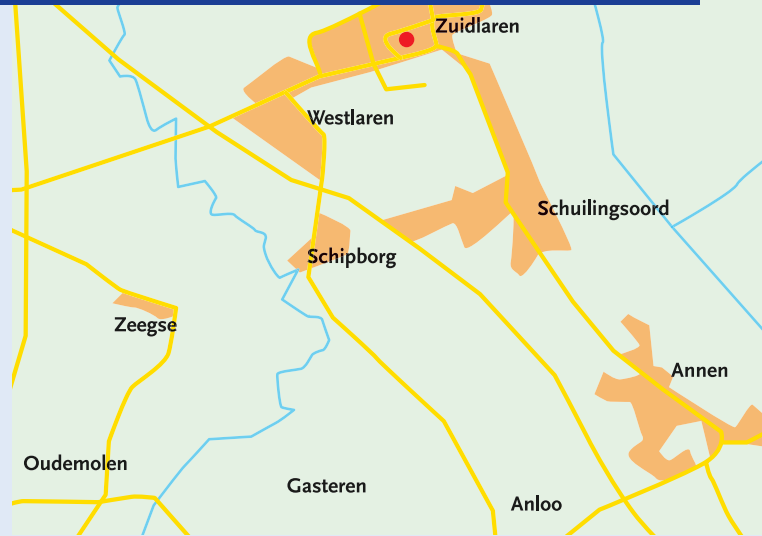 Zuidlaren
Westlaren
Schuilingsoord
Schipborg
Zeegse
Annen
Oudemolen
Gasteren
Anloo